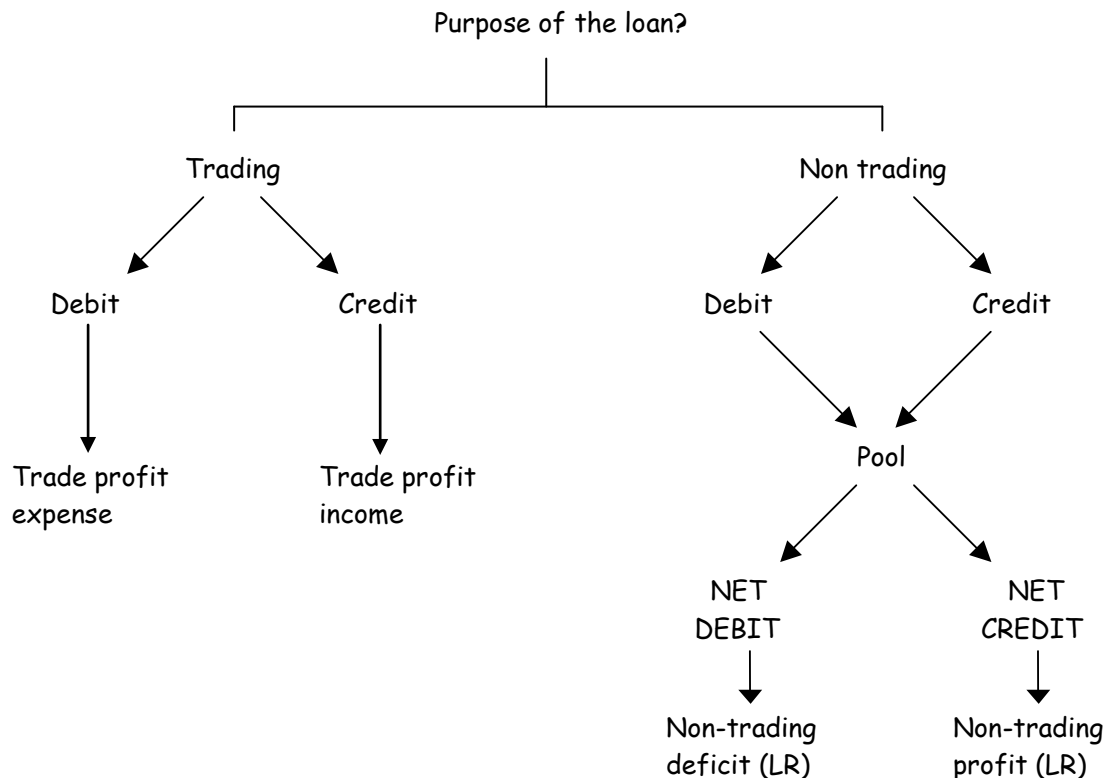 Purpose of the loan?
Trading
Non trading
Debit
Credit
Debit
Credit
Pool
Trade profit
expense
Trade profit
income
NET
DEBIT
NET
CREDIT
Non-trading
deficit (LR)
Non-trading
profit (LR)